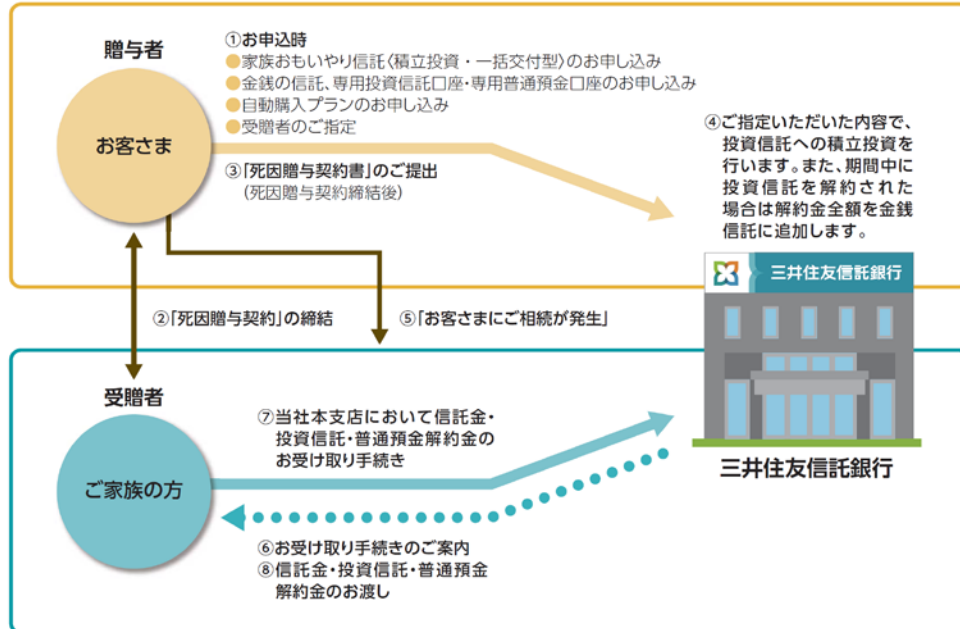 贈与者
お客さま
①お申込時
●家族おもいやり信託〈積立投資・一括交付型〉のお申し込み
●金銭の信託、専用投資信託口座・専用普通預金口座のお申し込み
●自動購入プランのお申し込み
●受贈者のご指定
③「死因贈与契約書」のご提出
(死因贈与契約締結後)
④ご指定いただいた内容で、
投資信託への積立投資を
行います。また、期間中に
投資信託を解約された
場合は解約金全額を金銭
信託に追加します。
三井住友信託銀行
②「死因贈与契約」の締結
⑤「お客さまにご相続が発生」
受贈者
ご家族の方
⑦当社本支店において信託金・
投資信託・普通預金解約金の
お受け取り手続き
三井住友信託銀行
⑥お受け取り手続きのご案内
⑧信託金・投資信託・普通預金
解約金のお渡し